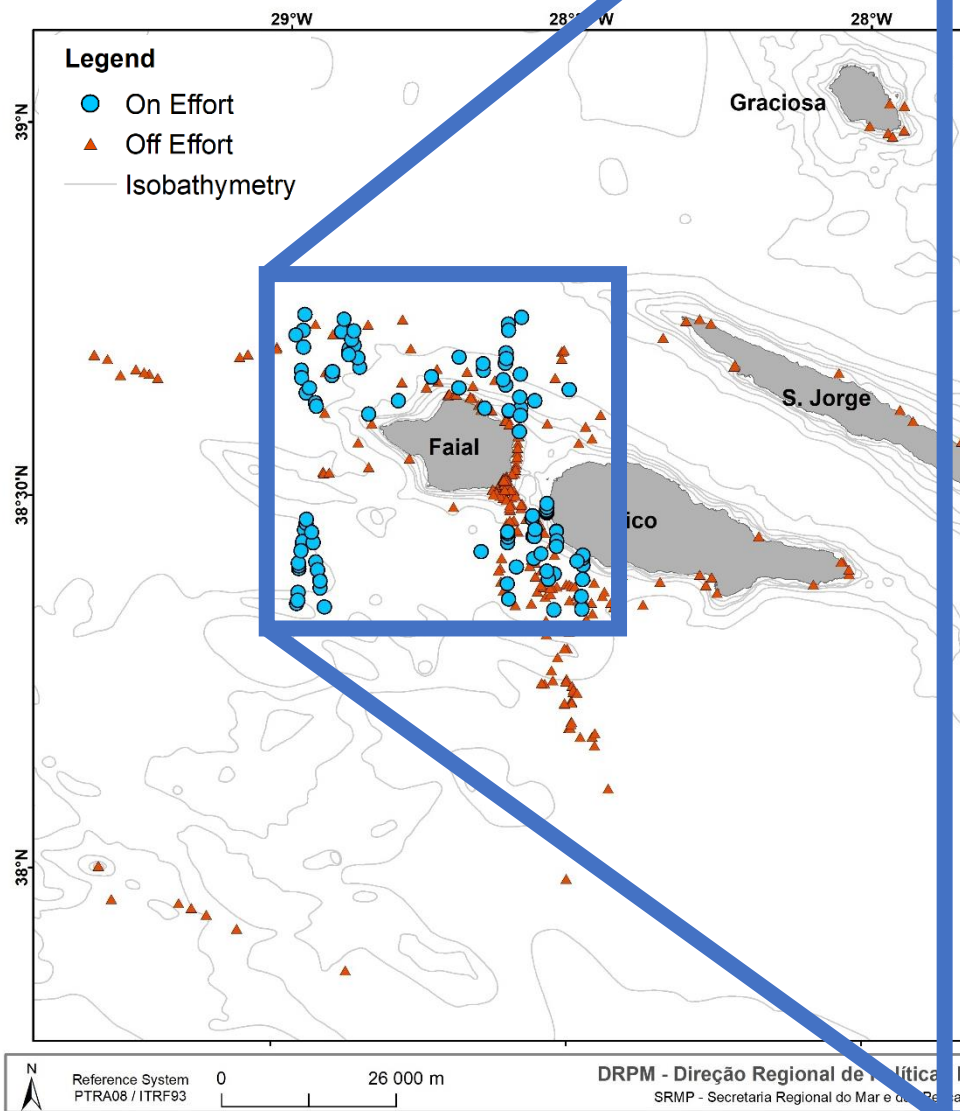 29°W
28°W
Legend
On Effort
Off Effort
Isobathymetry
Graciosa
39°N
S. Jorge
Faial
ico
38°30'N
38°N
N
Reference System
PTRA08 / ITRF93
0
26 000 m
DRPM - Direção Regional de
SRMP - Secretaria Regional do Mar e das